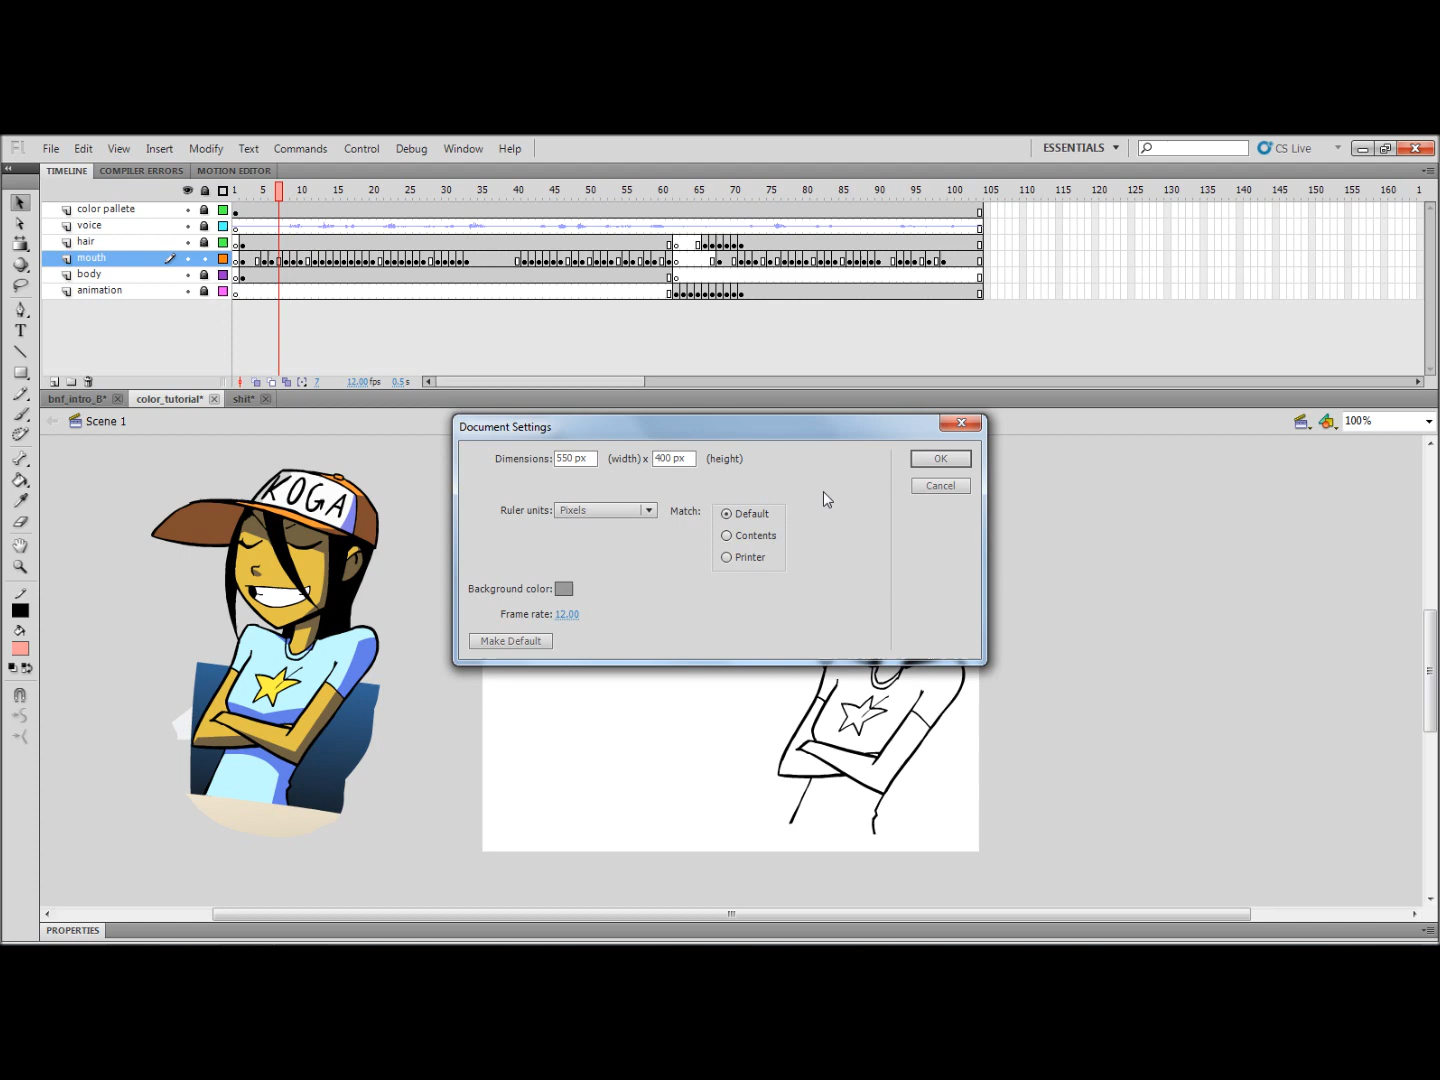 Fl File Edit View Insert Modify Text Commands Control Debug Window Help ESSENTIALS CS Live
TIMELINE COMPILER ERRORS MOTION EDITOR
1 5 10 15 20 25 30 35 40 45 50 55 60 65 70 75 80 85 90 95 100 105 110 115 120 125 130 135 140 145 150 155 160 1
color pallete
voice
hair
mouth
body
animation
7 12.00 fps 0.5 s
bnf_intro_B* color_tutorial* shit*
Scene 1 100%
Document Settings
Dimensions: 550 px (width) x 400 px (height) OK
Cancel
Ruler units: Pixels Match: Default
Contents
Printer
Background color:
Frame rate: 12.00
Make Default
KOGA
PROPERTIES